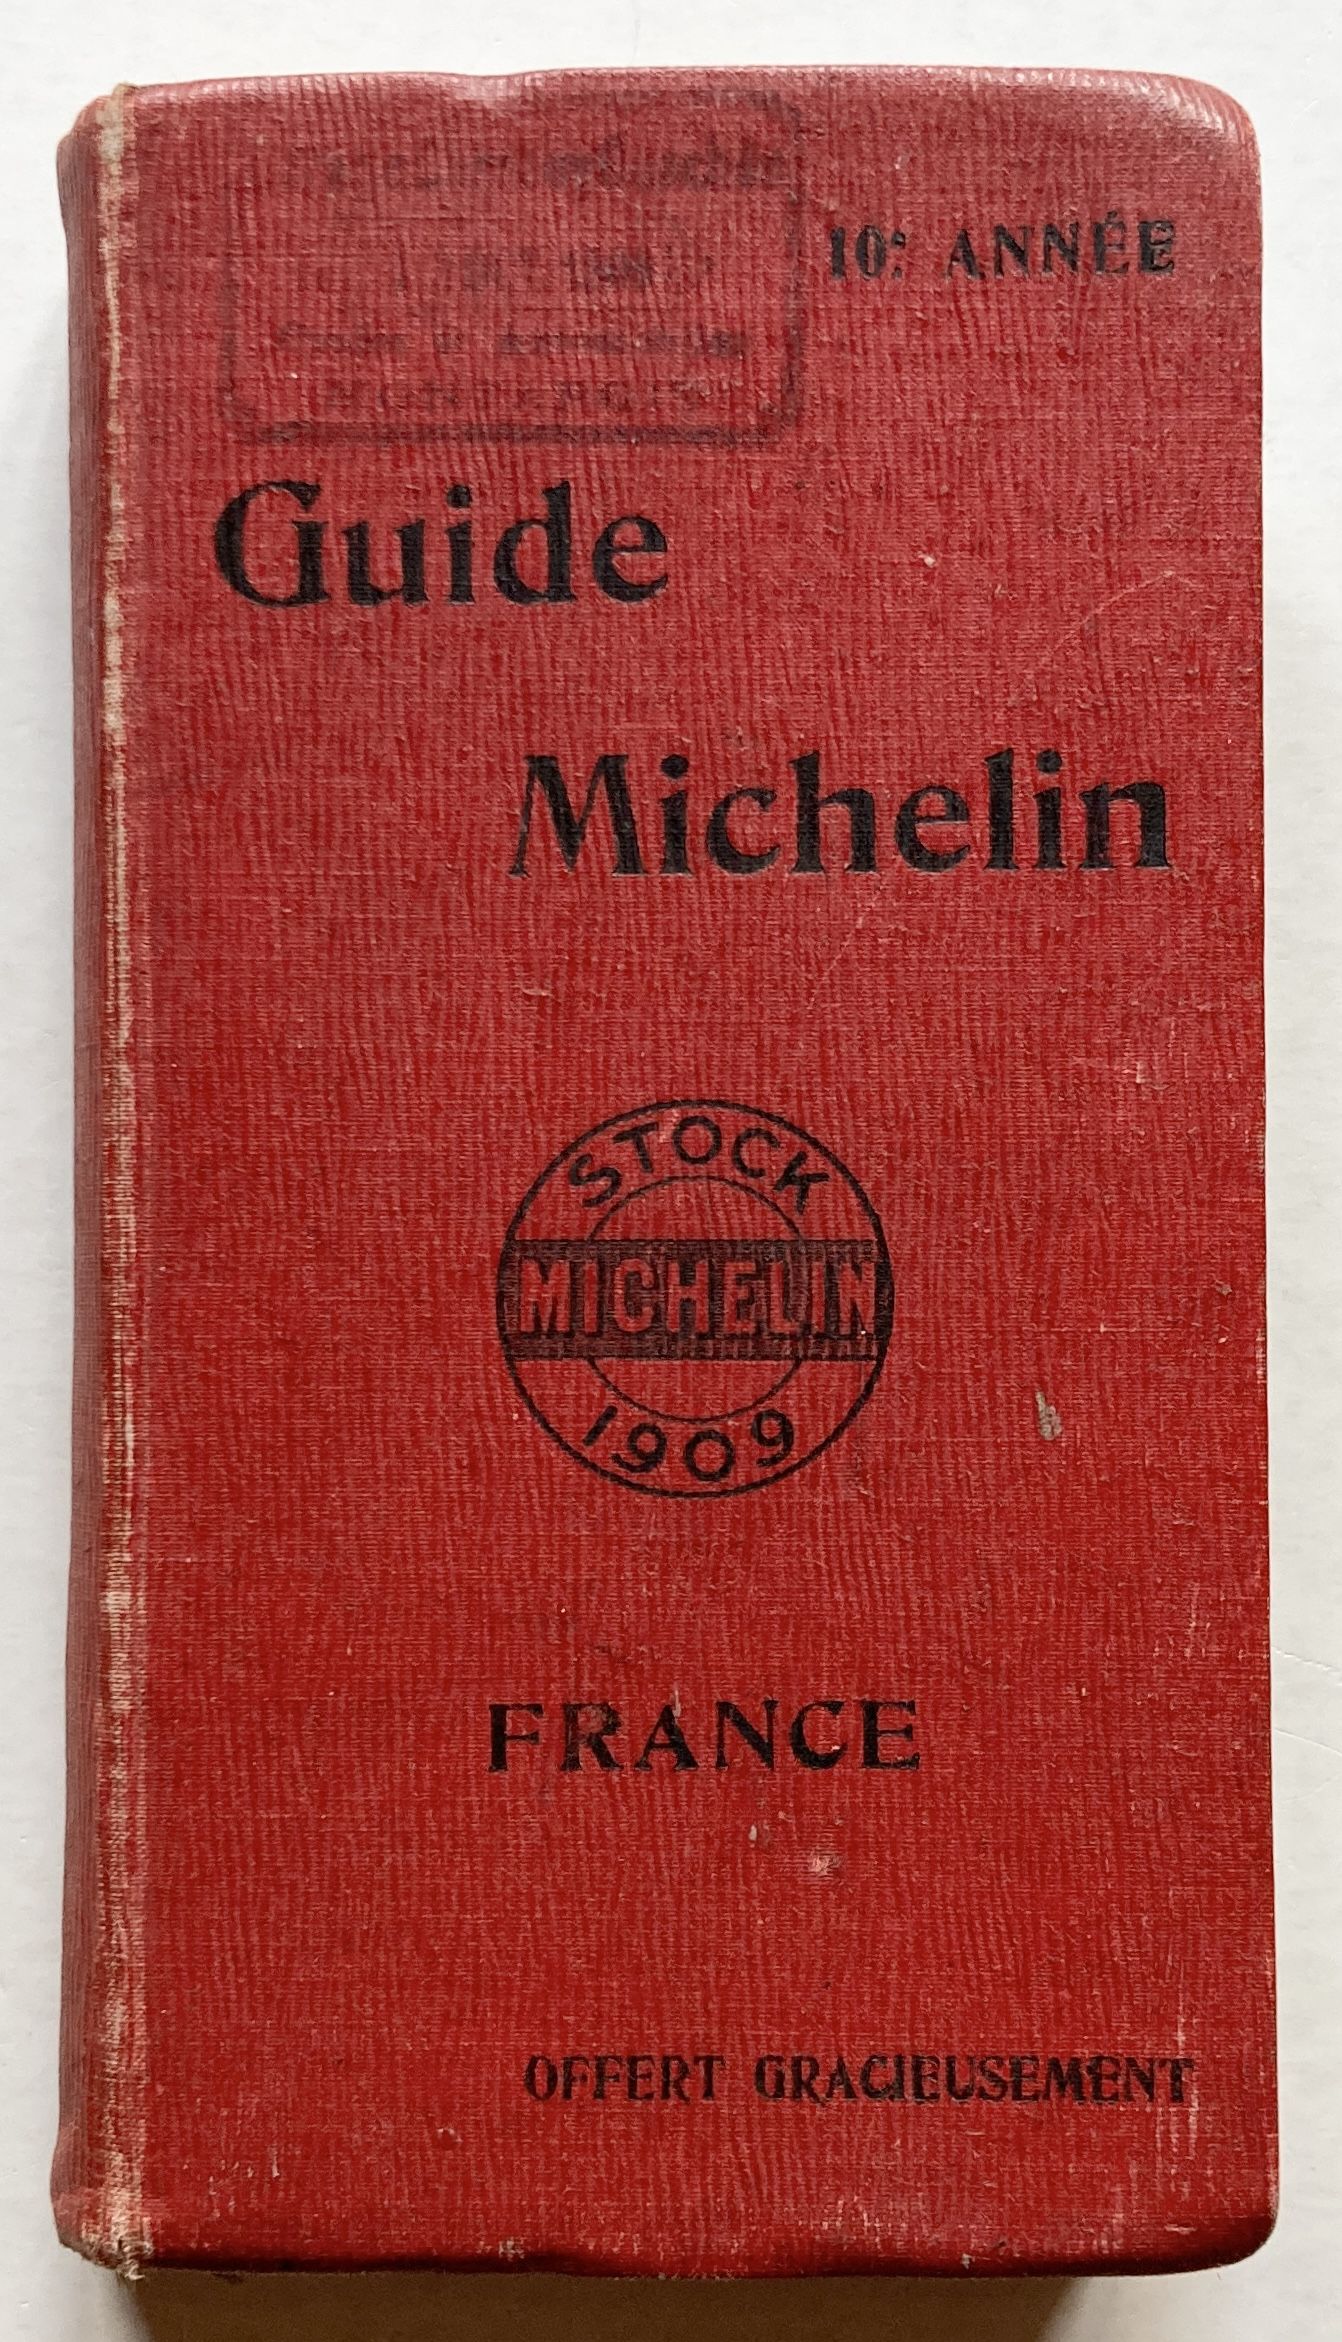 10e ANNÉE
Guide
Michelin
STOCK
MICHELIN
1909
FRANCE
OFFERT GRACIEUSEMENT